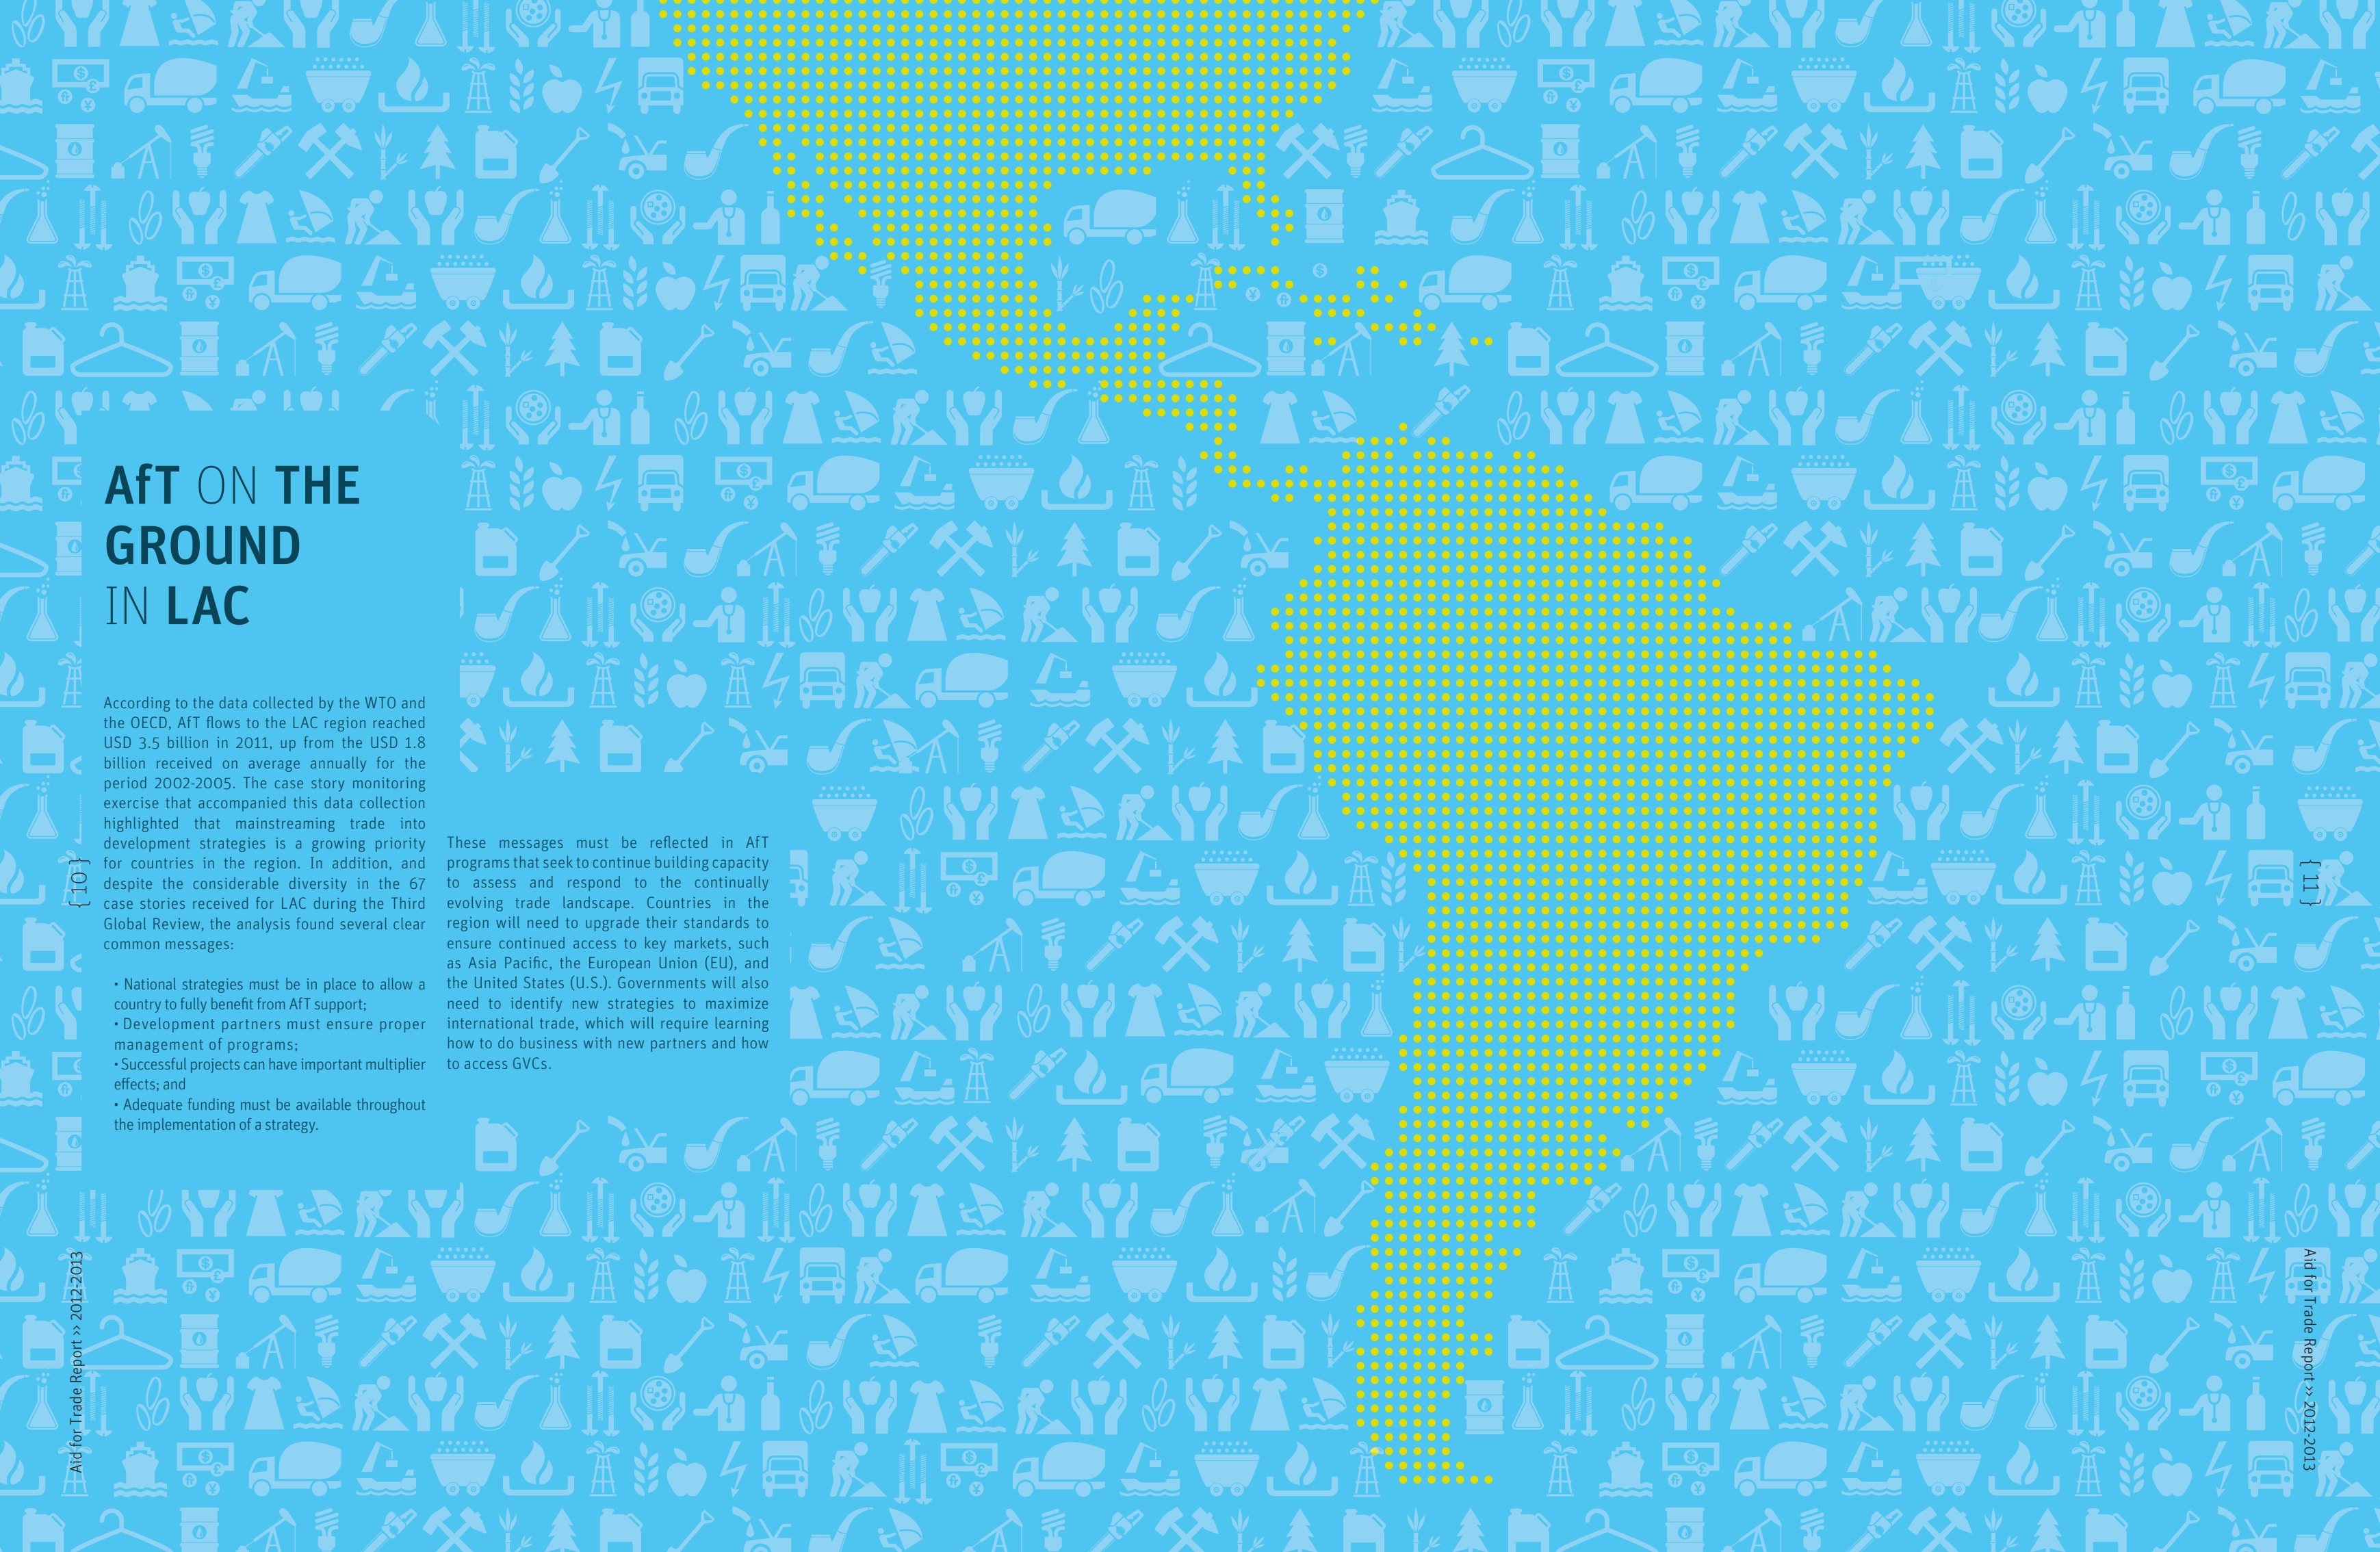 AfT ON THE
GROUND
IN LAC
According to the data collected by the WTO and
the OECD, AfT flows to the LAC region reached
USD 3.5 billion in 2011, up from the USD 1.8
billion received on average annually for the
period 2002-2005. The case story monitoring
exercise that accompanied this data collection
highlighted that mainstreaming trade into
development strategies is a growing priority
for countries in the region. In addition, and
despite the considerable diversity in the 67
case stories received for LAC during the Third
Global Review, the analysis found several clear
common messages:
• National strategies must be in place to allow a
country to fully benefit from AfT support;
• Development partners must ensure proper
management of programs;
• Successful projects can have important multiplier
effects; and
• Adequate funding must be available throughout
the implementation of a strategy.
These messages must be reflected in AfT
programs that seek to continue building capacity
to assess and respond to the continually
evolving trade landscape. Countries in the
region will need to upgrade their standards to
ensure continued access to key markets, such
as Asia Pacific, the European Union (EU), and
the United States (U.S.). Governments will also
need to identify new strategies to maximize
international trade, which will require learning
how to do business with new partners and how
to access GVCs.
{ 10 }
Aid for Trade Report >> 2012-2013
{ 11 }
Aid for Trade Report >> 2012-2013